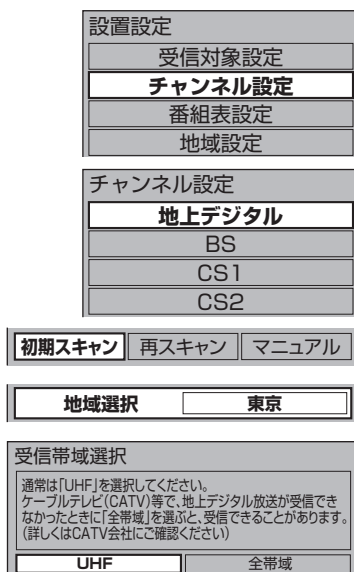 設置設定
受信対象設定
チャンネル設定
番組表設定
地域設定
チャンネル設定
地上デジタル
BS
CS1
CS2
初期スキャン 再スキャン マニュアル
地域選択 東京
受信帯域選択
通常は「UHF」を選択してください。
ケーブルテレビ(CATV)等で、地上デジタル放送が受信でき
なかったときに「全帯域」を選ぶと、受信できることがあります。
(詳しくはCATV会社にご確認ください)
UHF 全帯域